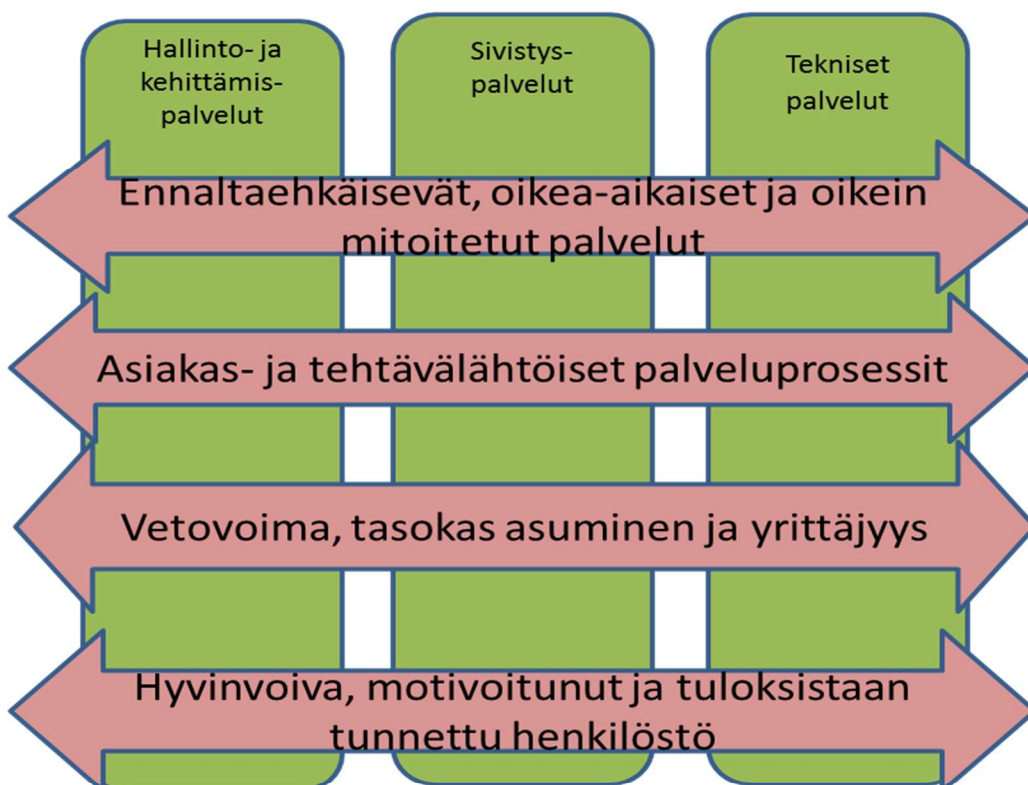 Hallinto- ja
kehittämis-
palvelut
Sivistys-
palvelut
Tekniset
palvelut
Ennaltaehkäisevät, oikea-aikaiset ja oikein
mitoitetut palvelut
Asiakas- ja tehtävälähtöiset palveluprosessit
Vetovoima, tasokas asuminen ja yrittäjyys
Hyvinvoiva, motivoitunut ja tuloksistaan
tunnettu henkilöstö